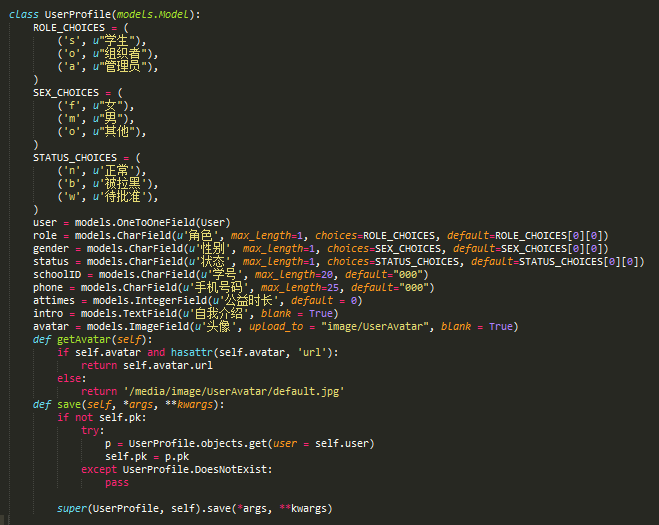 class UserProfile(models.Model):
    ROLE_CHOICES = (
        ('s', u"学生"),
        ('o', u"组织者"),
        ('a', u"管理员"),
    )
    SEX_CHOICES = (
        ('f', u"女"),
        ('m', u"男"),
        ('o', u"其他"),
    )
    STATUS_CHOICES = (
        ('n', u'正常'),
        ('b', u'被拉黑'),
        ('w', u'待批准'),
    )
    user = models.OneToOneField(User)
    role = models.CharField(u'角色', max_length=1, choices=ROLE_CHOICES, default=ROLE_CHOICES[0][0])
    gender = models.CharField(u'性别', max_length=1, choices=SEX_CHOICES, default=SEX_CHOICES[0][0])
    status = models.CharField(u'状态', max_length=1, choices=STATUS_CHOICES, default=STATUS_CHOICES[0][0])
    schoolID = models.CharField(u'学号', max_length=20, default="000")
    phone = models.CharField(u'手机号码', max_length=25, default="000")
    attimes = models.IntegerField(u'公益时长', default = 0)
    intro = models.TextField(u'自我介绍', blank = True)
    avatar = models.ImageField(u'头像', upload_to = "image/UserAvatar", blank = True)
    def getAvatar(self):
        if self.avatar and hasattr(self.avatar, 'url'):
            return self.avatar.url
        else:
            return '/media/image/UserAvatar/default.jpg'
    def save(self, *args, **kwargs):
        if not self.pk:
            try:
                p = UserProfile.objects.get(user = self.user)
                self.pk = p.pk
            except UserProfile.DoesNotExist:
                pass

        super(UserProfile, self).save(*args, **kwargs)